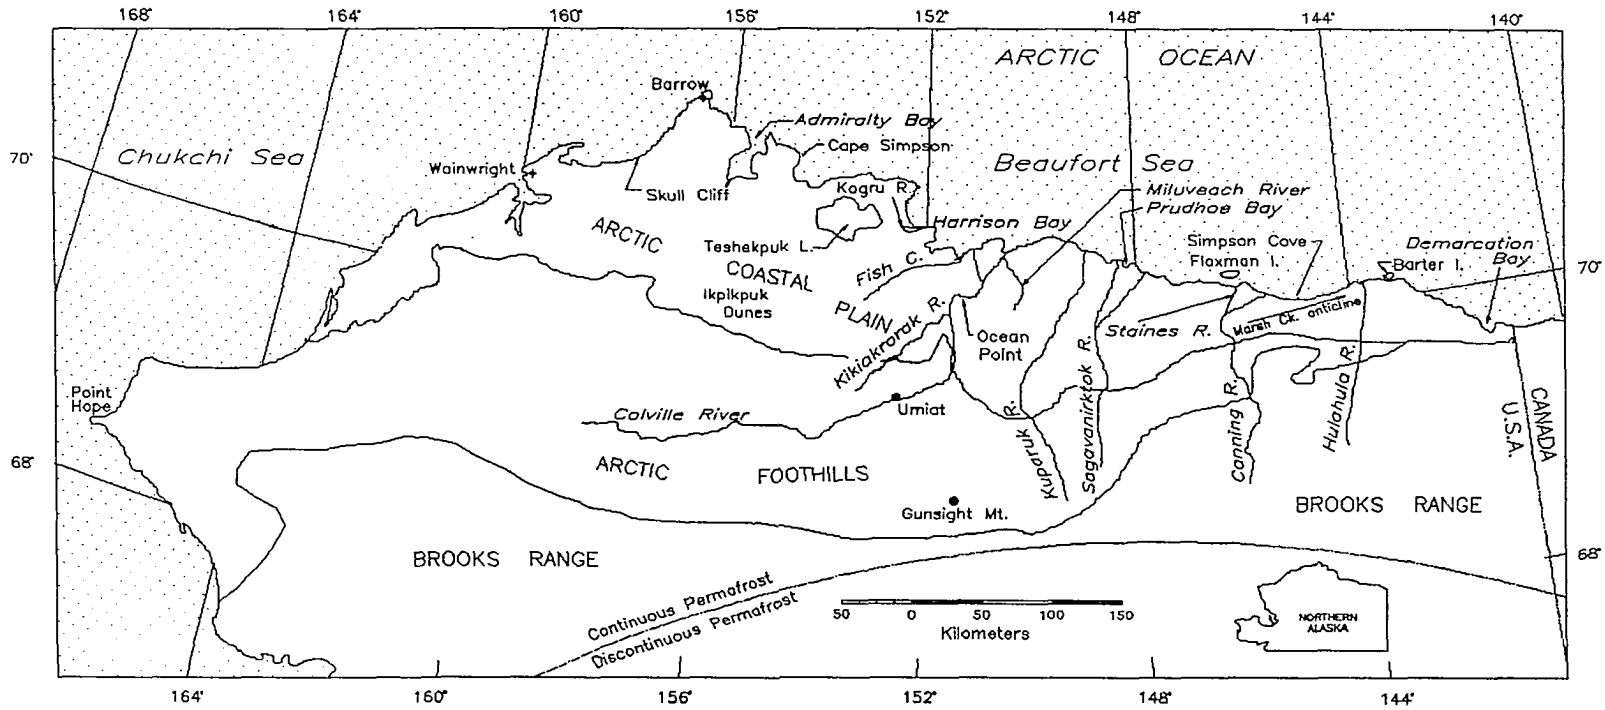 168°
164°
160°
156°
152°
148°
144°
140°
ARCTIC OCEAN
Barrow
Admiralty Bay
Cape Simpson
Chukchi Sea
70°
Beaufort Sea
Wainwright
Skull Cliff
Kogru R.
Miluveach River
Prudhoe Bay
Harrison Bay
ARCTIC
COASTAL
PLAIN
Teshekpuk L.
Simpson Cove
Flaxman I.
Demarcation
Bay
Barter I.
70°
Fish C.
Ikpikpuk
Dunes
Kikiakrorak R.
Ocean
Point
Staines R.
Marsh Ck. anticline
Point
Hope
Umiat
Colville River
Kuparuk R.
Sagavanirktok R.
Canning R.
Hulahula R.
CANADA
U.S.A.
68°
ARCTIC FOOTHILLS
Gunsight Mt.
BROOKS RANGE
BROOKS RANGE
68°
Continuous Permafrost
Discontinuous Permafrost
50 0 50 100 150
Kilometers
NORTHERN
ALASKA
164°
160°
156°
152°
148°
144°